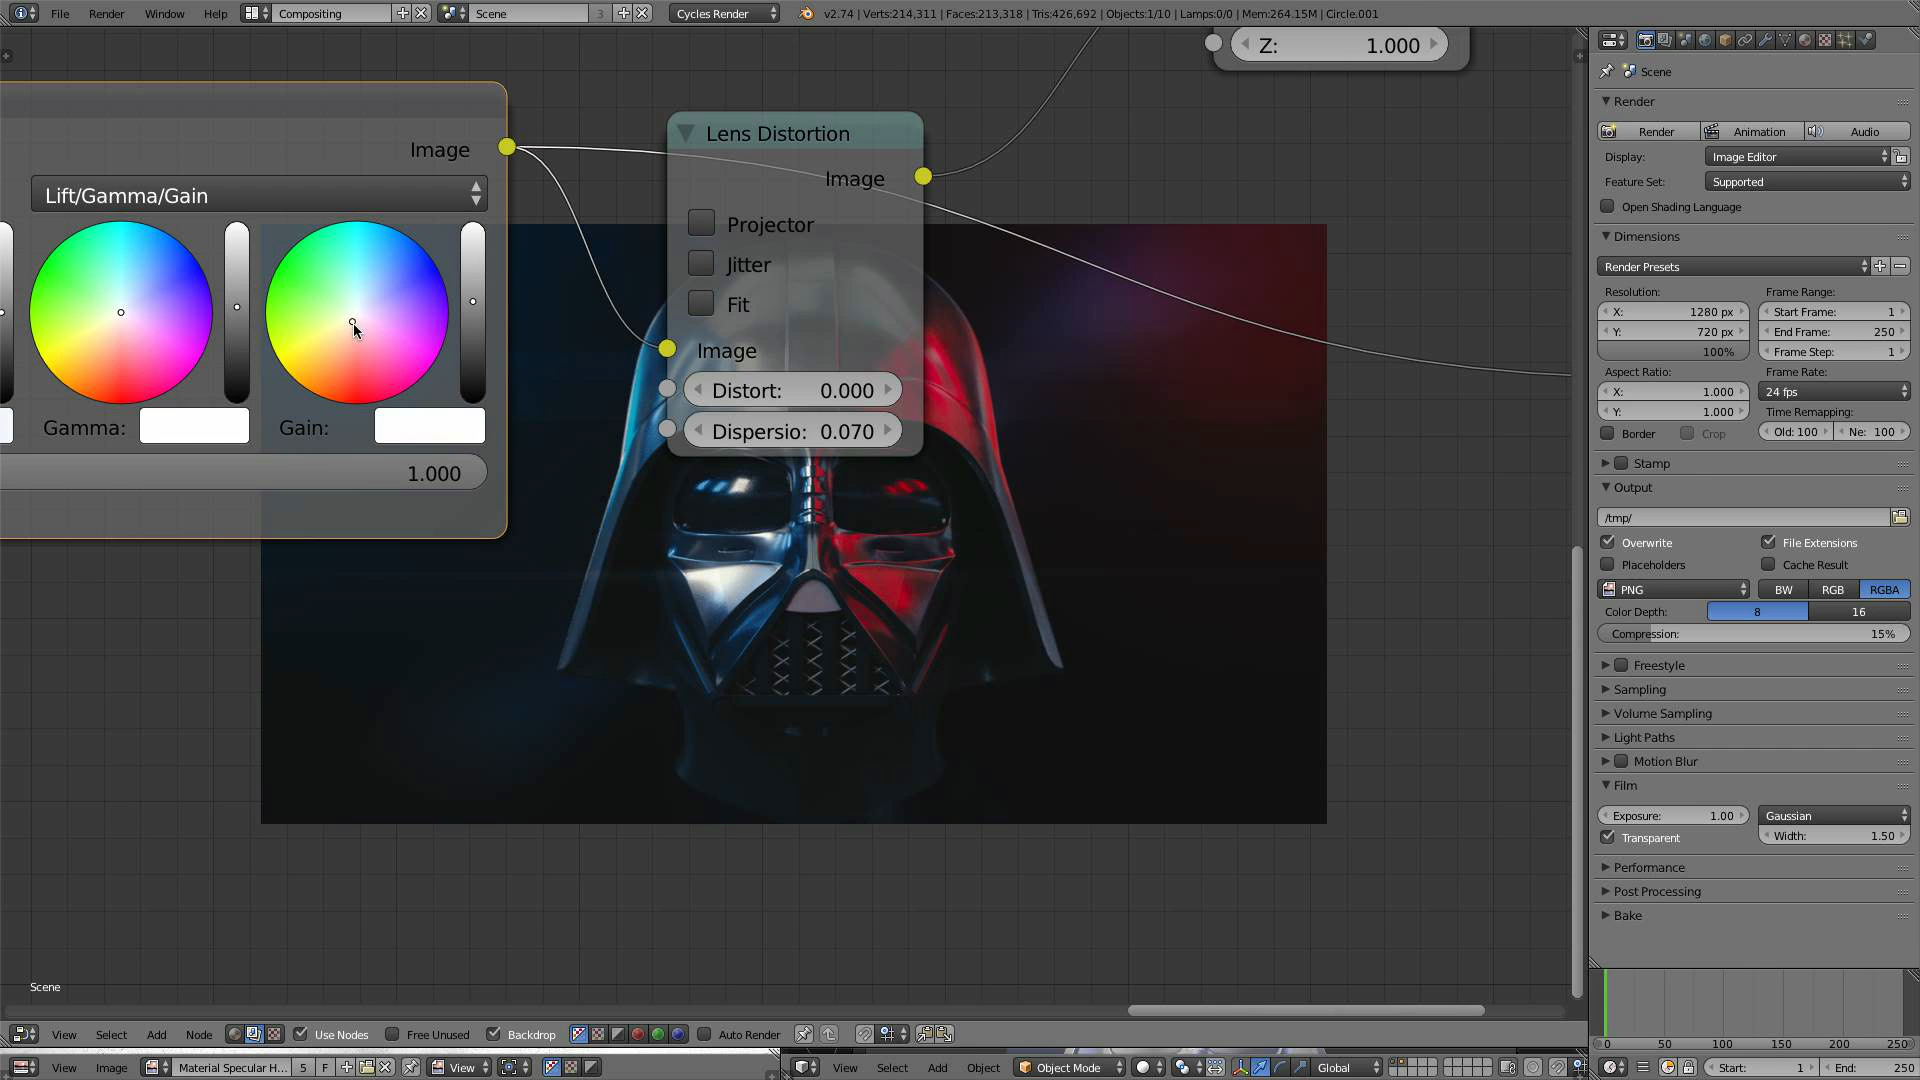 File Render Window Help Compositing Scene 3 Cycles Render v2.74 | Verts:214,311 | Faces:213,318 | Tris:426,692 | Objects:1/10 | Lamps:0/0 | Mem:264.15M | Circle.001
Z: 1.000
Image
Lift/Gamma/Gain
Gamma:
Gain:
1.000
Lens Distortion
Image
Projector
Jitter
Fit
Image
Distort: 0.000
Dispersio: 0.070
Scene
Render
Render Animation Audio
Display: Image Editor
Feature Set: Supported
Open Shading Language
Dimensions
Render Presets
Resolution: Frame Range:
X: 1280 px Start Frame: 1
Y: 720 px End Frame: 250
100% Frame Step: 1
Aspect Ratio: Frame Rate:
X: 1.000 24 fps
Y: 1.000 Time Remapping:
Border Crop Old: 100 Ne: 100
Stamp
Output
/tmp/
Overwrite File Extensions
Placeholders Cache Result
PNG BW RGB RGBA
Color Depth: 8 16
Compression: 15%
Freestyle
Sampling
Volume Sampling
Light Paths
Motion Blur
Film
Exposure: 1.00 Gaussian
Transparent Width: 1.50
Performance
Post Processing
Bake
Scene
View Select Add Node Use Nodes Free Unused Backdrop Auto Render
0 50 100 150 200 250
View Image Material Specular H... 5 F View
View Select Add Object Object Mode Global
Start: 1 End: 250